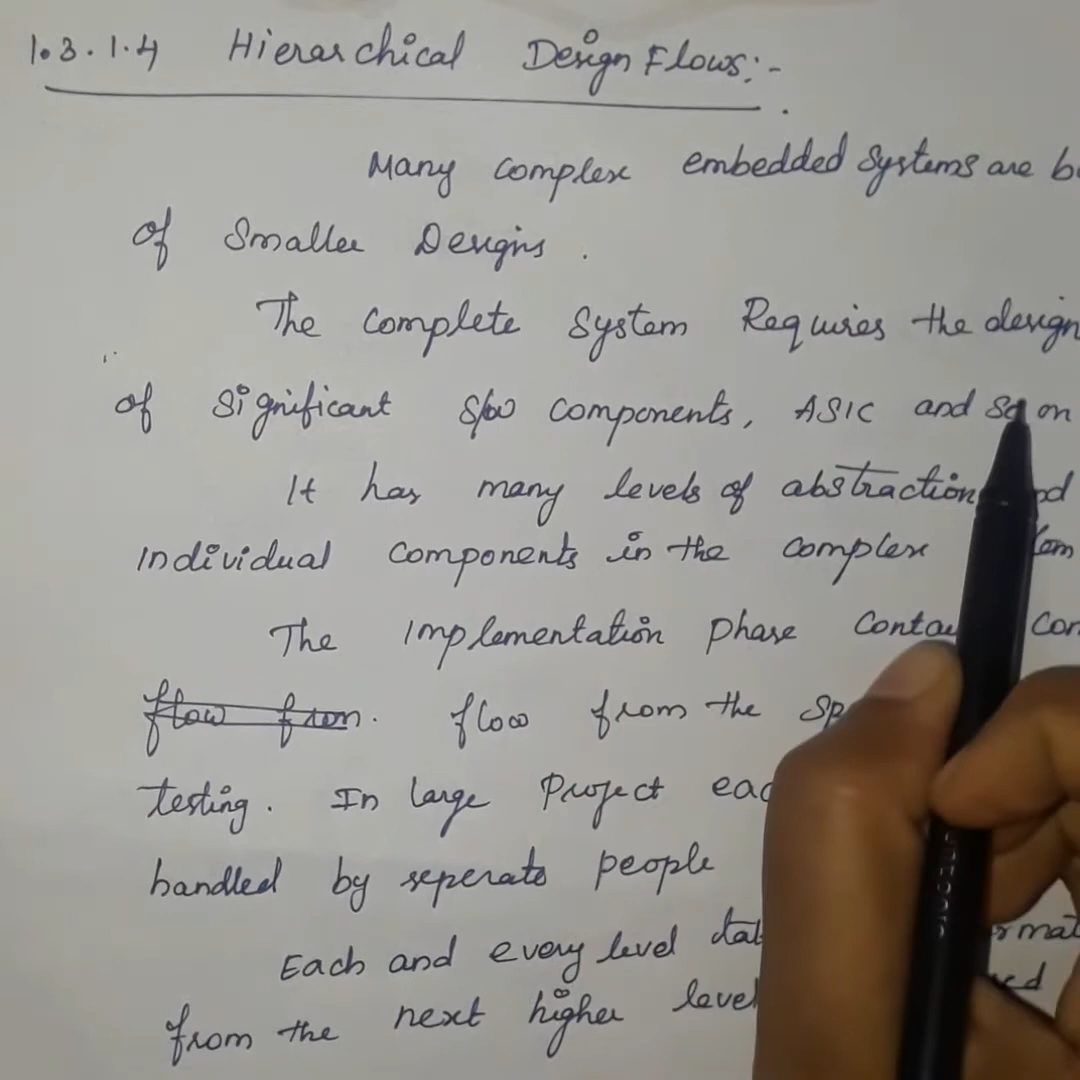 1.3.1.4 Hierarchical Design Flows:-
Many complex embedded systems are
of Smaller Designs.
The complete system Requires the design
of significant s/w components, ASIC and so on
It has many levels of abstraction
individual components in the complex
The implementation phase
flow from. flow from the
testing. In large Project
handled by seperate people
Each and every level
from the next higher level